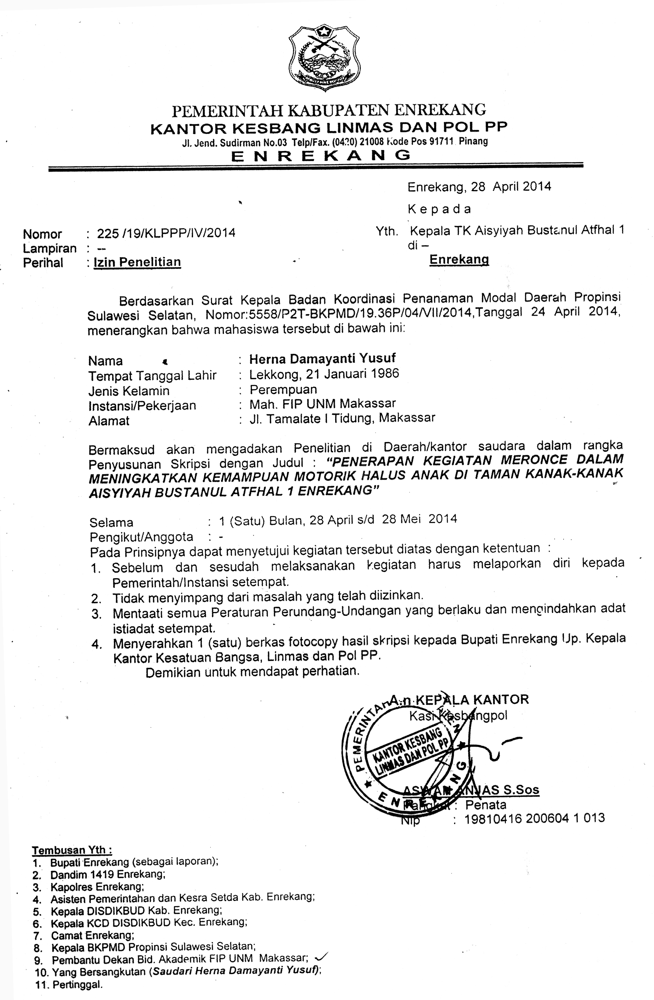 PEMERINTAH KABUPATEN ENREKANG
KANTOR KESBANG LINMAS DAN POL PP
Jl. Jend. Sudirman No.03 Telp/Fax. (0420) 21008 Kode Pos 91711 Pinang
E N R E K A N G
Enrekang, 28 April 2014
K e p a d a
Nomor : 225 /19/KLPPP/IV/2014
Yth. Kepala TK Aisyiyah Bustanul Atfhal 1
Lampiran : --
di –
Perihal : Izin Penelitian
Enrekang
Berdasarkan Surat Kepala Badan Koordinasi Penanaman Modal Daerah Propinsi
Sulawesi Selatan, Nomor:5558/P2T-BKPMD/19.36P/04/VII/2014,Tanggal 24 April 2014,
menerangkan bahwa mahasiswa tersebut di bawah ini:
Nama : Herna Damayanti Yusuf
Tempat Tanggal Lahir : Lekkong, 21 Januari 1986
Jenis Kelamin : Perempuan
Instansi/Pekerjaan : Mah. FIP UNM Makassar
Alamat : Jl. Tamalate I Tidung, Makassar
Bermaksud akan mengadakan Penelitian di Daerah/kantor saudara dalam rangka
Penyusunan Skripsi dengan Judul : “PENERAPAN KEGIATAN MERONCE DALAM
MENINGKATKAN KEMAMPUAN MOTORIK HALUS ANAK DI TAMAN KANAK-KANAK
AISYIYAH BUSTANUL ATFHAL 1 ENREKANG”
Selama : 1 (Satu) Bulan, 28 April s/d 28 Mei 2014
Pengikut/Anggota : -
Pada Prinsipnya dapat menyetujui kegiatan tersebut diatas dengan ketentuan :
1. Sebelum dan sesudah melaksanakan kegiatan harus melaporkan diri kepada
Pemerintah/Instansi setempat.
2. Tidak menyimpang dari masalah yang telah diizinkan.
3. Mentaati semua Peraturan Perundang-Undangan yang berlaku dan mengindahkan adat
istiadat setempat.
4. Menyerahkan 1 (satu) berkas fotocopy hasil skripsi kepada Bupati Enrekang Up. Kepala
Kantor Kesatuan Bangsa, Linmas dan Pol PP.
Demikian untuk mendapat perhatian.
A.n. KEPALA KANTOR
Kasi Kesbangpol
PEMERINTAH
KANTOR KESBANG
LINMAS DAN POL PP
ENREKANG
ASWAN ANJAS S.Sos
Pangkat : Penata
Nip : 19810416 200604 1 013
Tembusan Yth :
1. Bupati Enrekang (sebagai laporan);
2. Dandim 1419 Enrekang;
3. Kapolres Enrekang;
4. Asisten Pemerintahan dan Kesra Setda Kab. Enrekang;
5. Kepala DISDIKBUD Kab. Enrekang;
6. Kepala KCD DISDIKBUD Kec. Enrekang;
7. Camat Enrekang;
8. Kepala BKPMD Propinsi Sulawesi Selatan;
9. Pembantu Dekan Bid. Akademik FIP UNM Makassar; ✓
10. Yang Bersangkutan (Saudari Herna Damayanti Yusuf);
11. Pertinggal.